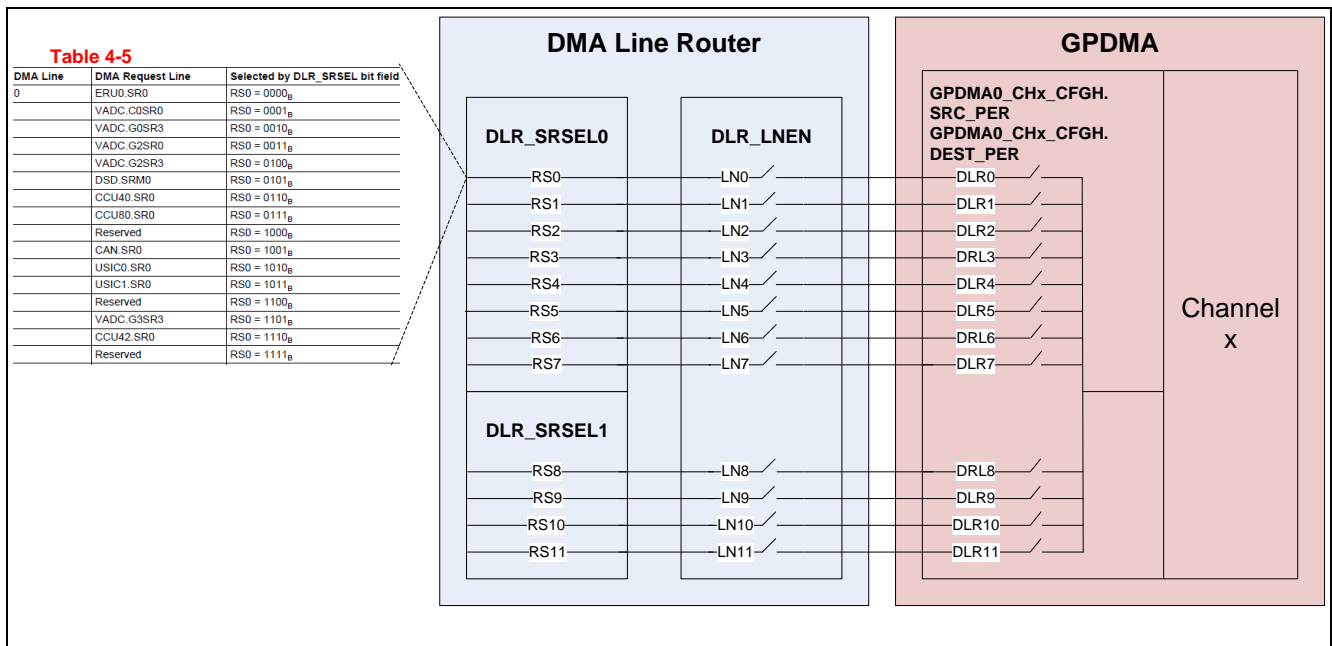 Table 4-5
DMA Line DMA Request Line Selected by DLR_SRSEL bit field
0 ERU0.SR0 RS0 = 0000B
VADC.C0SR0 RS0 = 0001B
VADC.G0SR3 RS0 = 0010B
VADC.G2SR0 RS0 = 0011B
VADC.G2SR3 RS0 = 0100B
DSD.SRM0 RS0 = 0101B
CCU40.SR0 RS0 = 0110B
CCU80.SR0 RS0 = 0111B
Reserved RS0 = 1000B
CAN.SR0 RS0 = 1001B
USIC0.SR0 RS0 = 1010B
USIC1.SR0 RS0 = 1011B
Reserved RS0 = 1100B
VADC.G3SR3 RS0 = 1101B
CCU42.SR0 RS0 = 1110B
Reserved RS0 = 1111B
DMA Line Router
DLR_SRSEL0
RS0
RS1
RS2
RS3
RS4
RS5
RS6
RS7
DLR_SRSEL1
RS8
RS9
RS10
RS11
DLR_LNEN
LN0
LN1
LN2
LN3
LN4
LN5
LN6
LN7
LN8
LN9
LN10
LN11
GPDMA
GPDMA0_CHx_CFGH.
SRC_PER
GPDMA0_CHx_CFGH.
DEST_PER
DLR0
DLR1
DLR2
DRL3
DLR4
DLR5
DRL6
DLR7
DRL8
DLR9
DLR10
DLR11
Channel
x